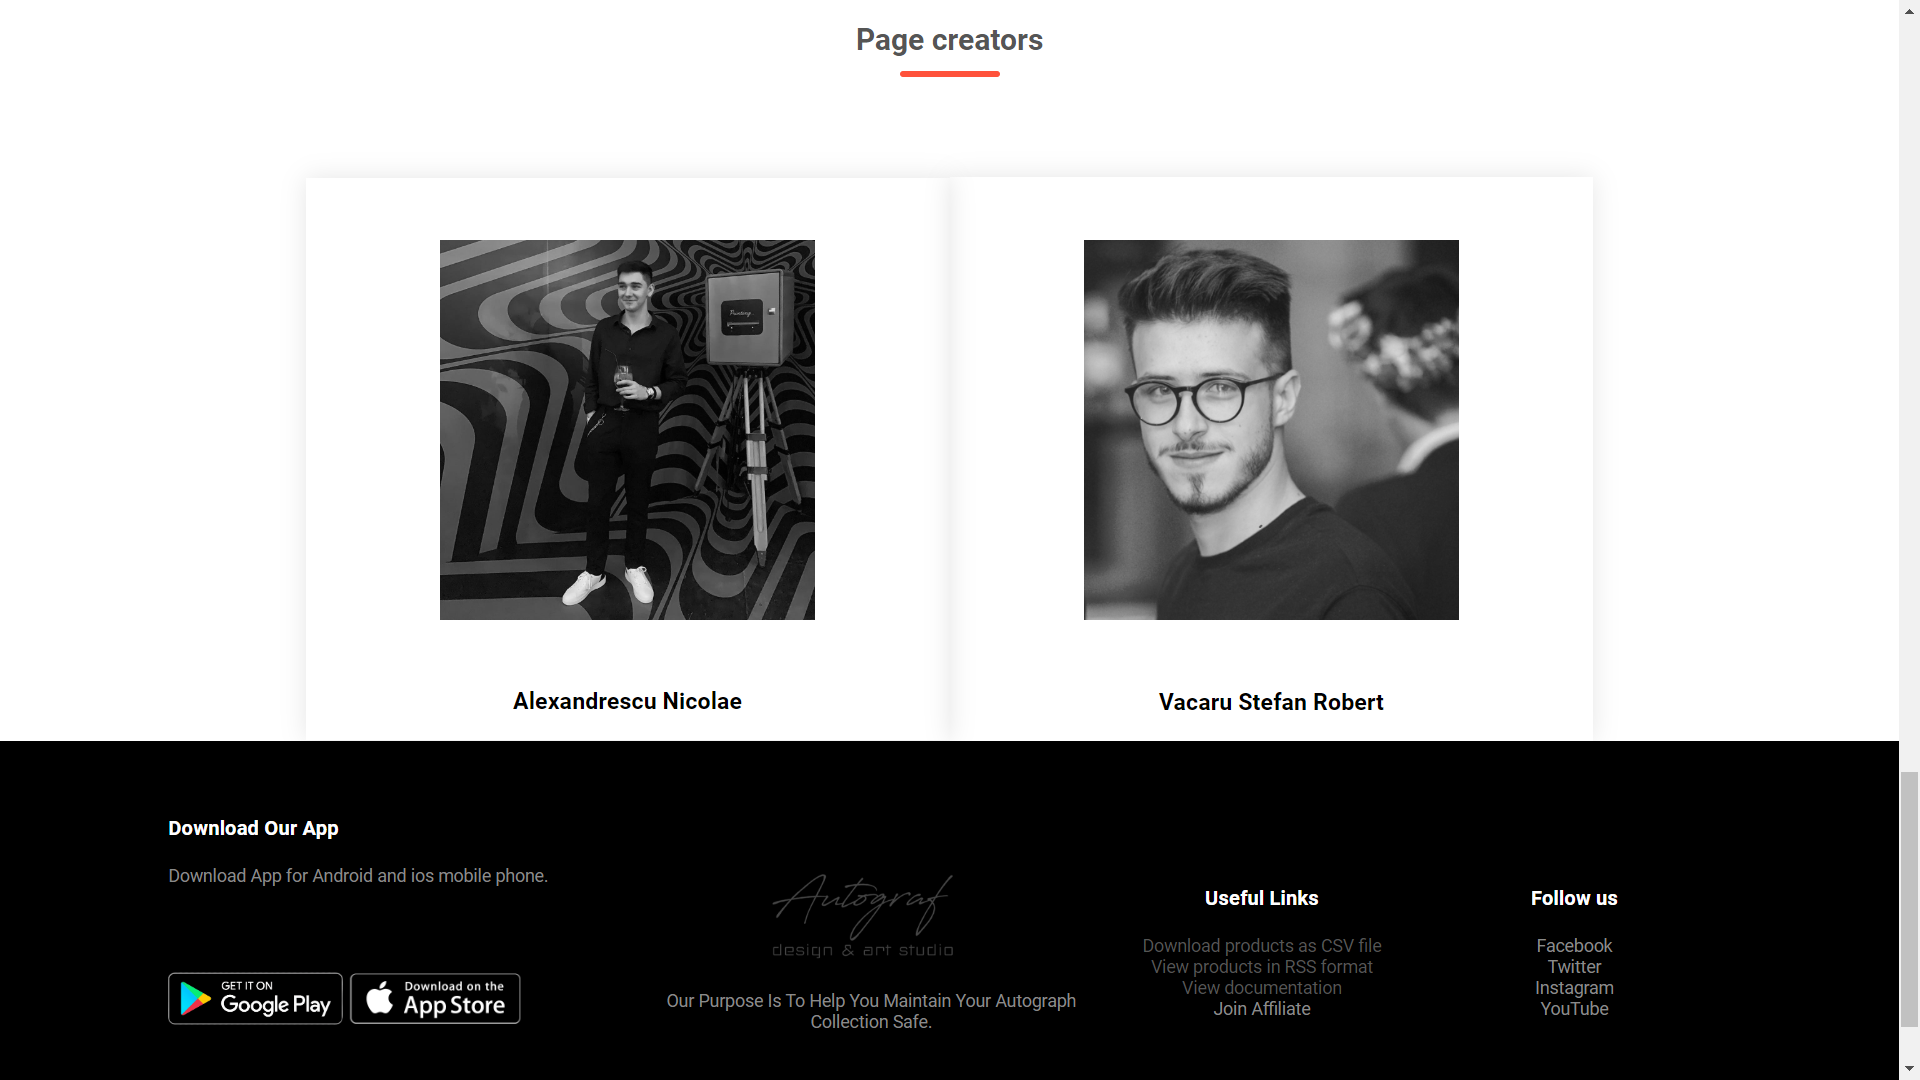 Page creators
Printing...
Alexandrescu Nicolae
Vacaru Stefan Robert
Download Our App
Download App for Android and ios mobile phone.
GET IT ON
Google Play
Download on the
App Store
Autograf
design & art studio
Our Purpose Is To Help You Maintain Your Autograph
Collection Safe.
Useful Links
Download products as CSV file
View products in RSS format
View documentation
Join Affiliate
Follow us
Facebook
Twitter
Instagram
YouTube